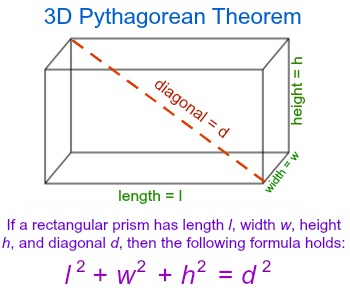 3D Pythagorean Theorem
diagonal = d
height = h
width = w
length = l
If a rectangular prism has length l, width w, height
h, and diagonal d, then the following formula holds:
l² + w² + h² = d²